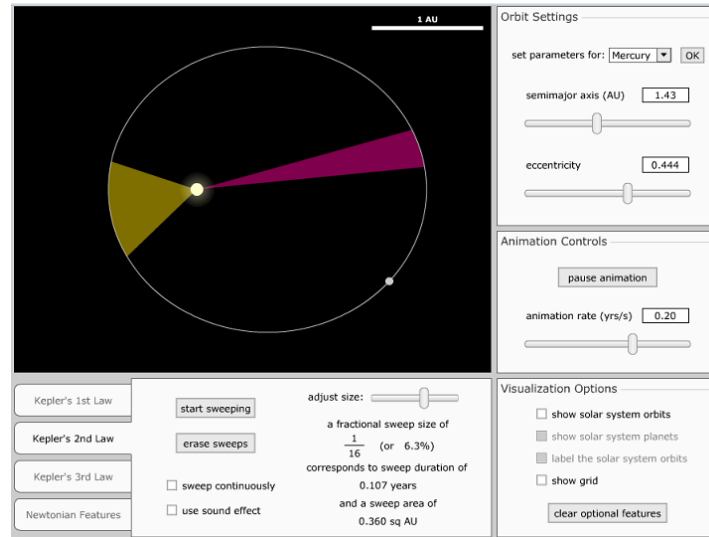 1 AU
Orbit Settings
set parameters for: Mercury OK
semimajor axis (AU) 1.43
eccentricity 0.444
Animation Controls
pause animation
animation rate (yrs/s) 0.20
Kepler's 1st Law
Kepler's 2nd Law
Kepler's 3rd Law
Newtonian Features
start sweeping
erase sweeps
sweep continuously
use sound effect
adjust size:
a fractional sweep size of
1
16 (or 6.3%)
corresponds to sweep duration of
0.107 years
and a sweep area of
0.360 sq AU
Visualization Options
show solar system orbits
show solar system planets
label the solar system orbits
show grid
clear optional features